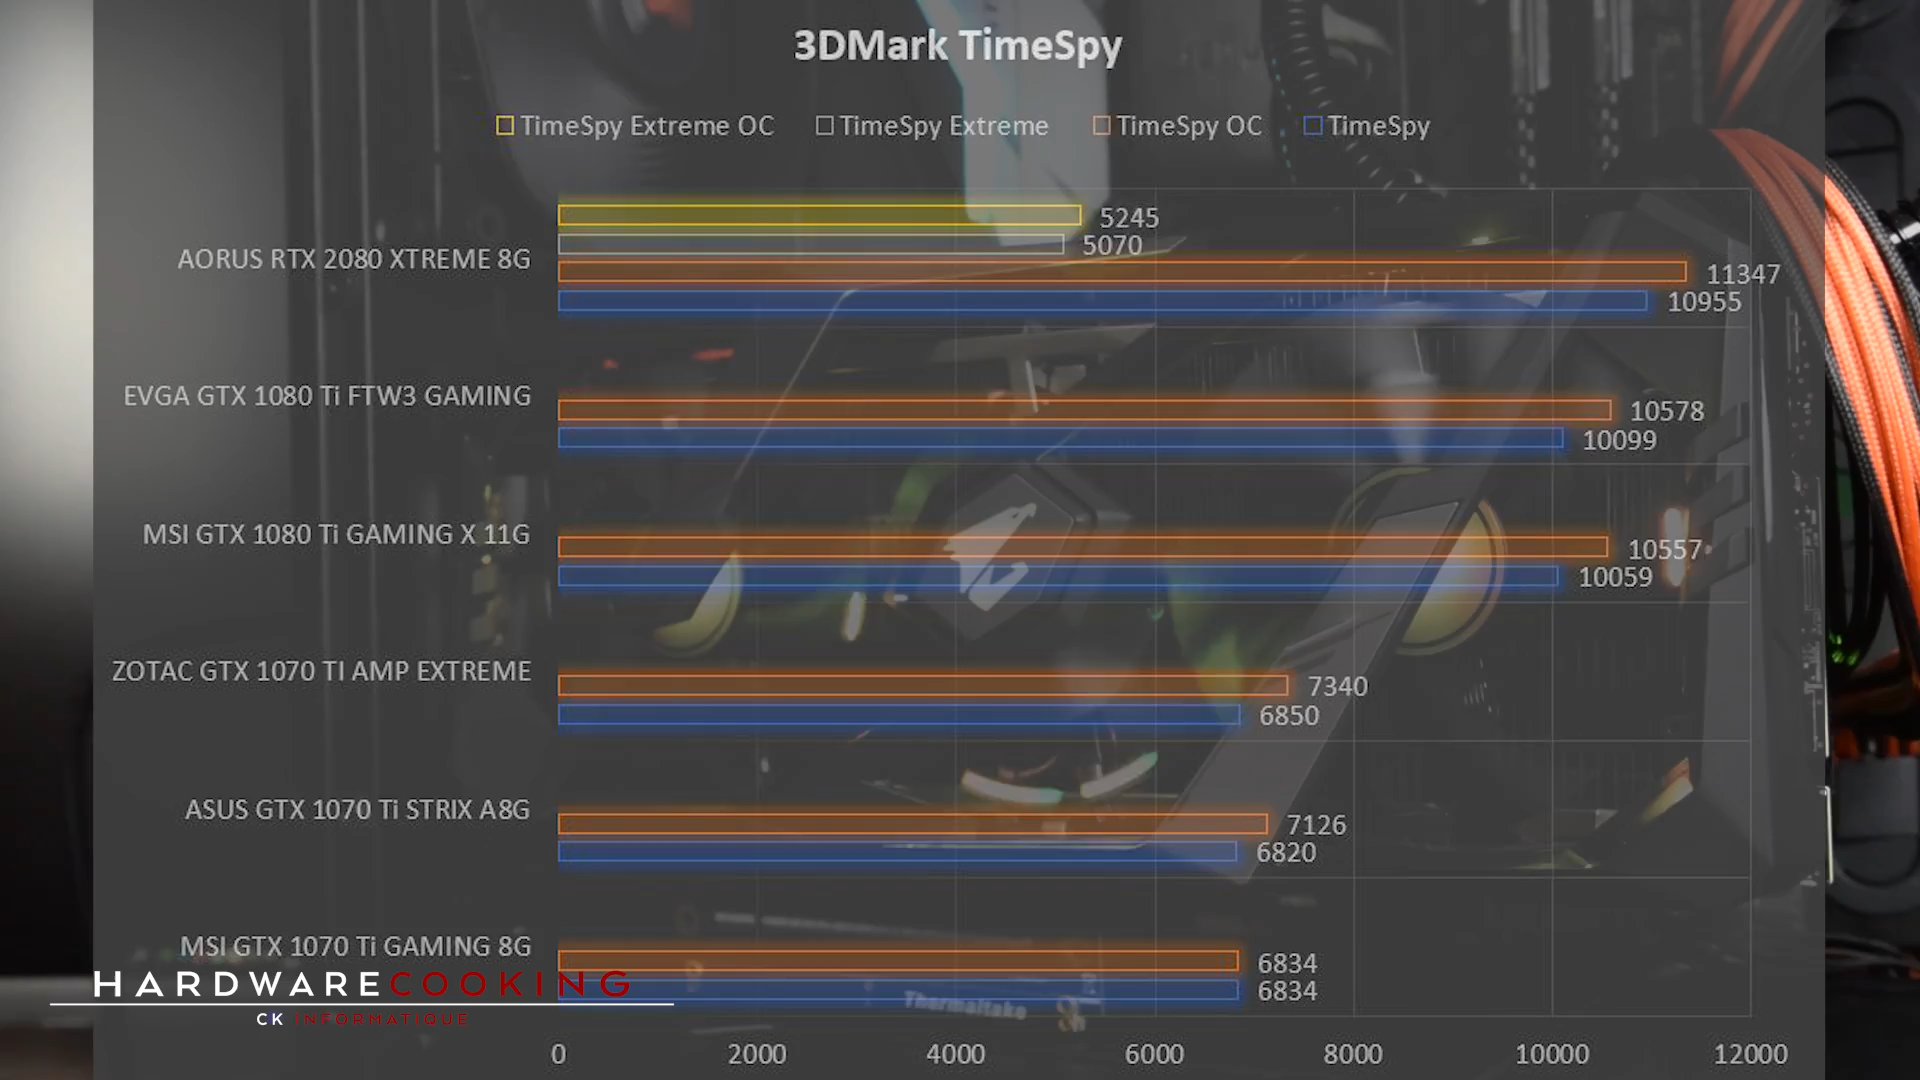 3DMark TimeSpy
TimeSpy Extreme OC TimeSpy Extreme TimeSpy OC TimeSpy
AORUS RTX 2080 XTREME 8G
5245
5070
11347
10955
EVGA GTX 1080 Ti FTW3 GAMING
10578
10099
MSI GTX 1080 Ti GAMING X 11G
10557
10059
ZOTAC GTX 1070 TI AMP EXTREME
7340
6850
ASUS GTX 1070 Ti STRIX A8G
7126
6820
MSI GTX 1070 Ti GAMING 8G
6834
6834
HARDWARECOOKING
CK INFORMATIQUE
Thermaltake
0 2000 4000 6000 8000 10000 12000